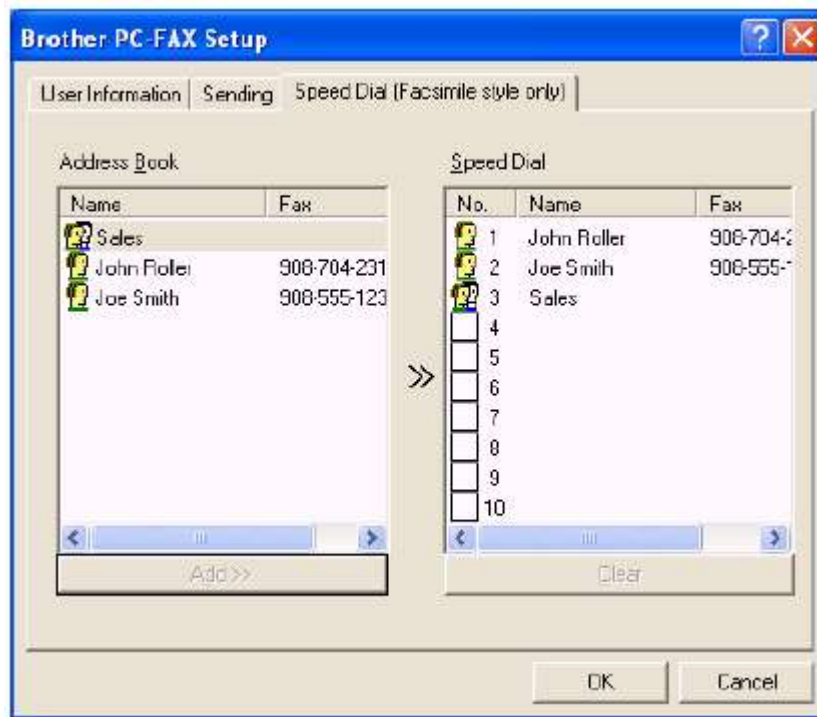 Brother PC-FAX Setup
User Information Sending Speed Dial (Facsimile style only)
Address Book
Name Fax
Sales
John Roller 908-704-231
Joe Smith 908-555-123
Add >>
>>
Speed Dial
No. Name Fax
1 John Roller 908-704-2
2 Joe Smith 908-555-1
3 Sales
4
5
6
7
8
9
10
Clear
OK Cancel